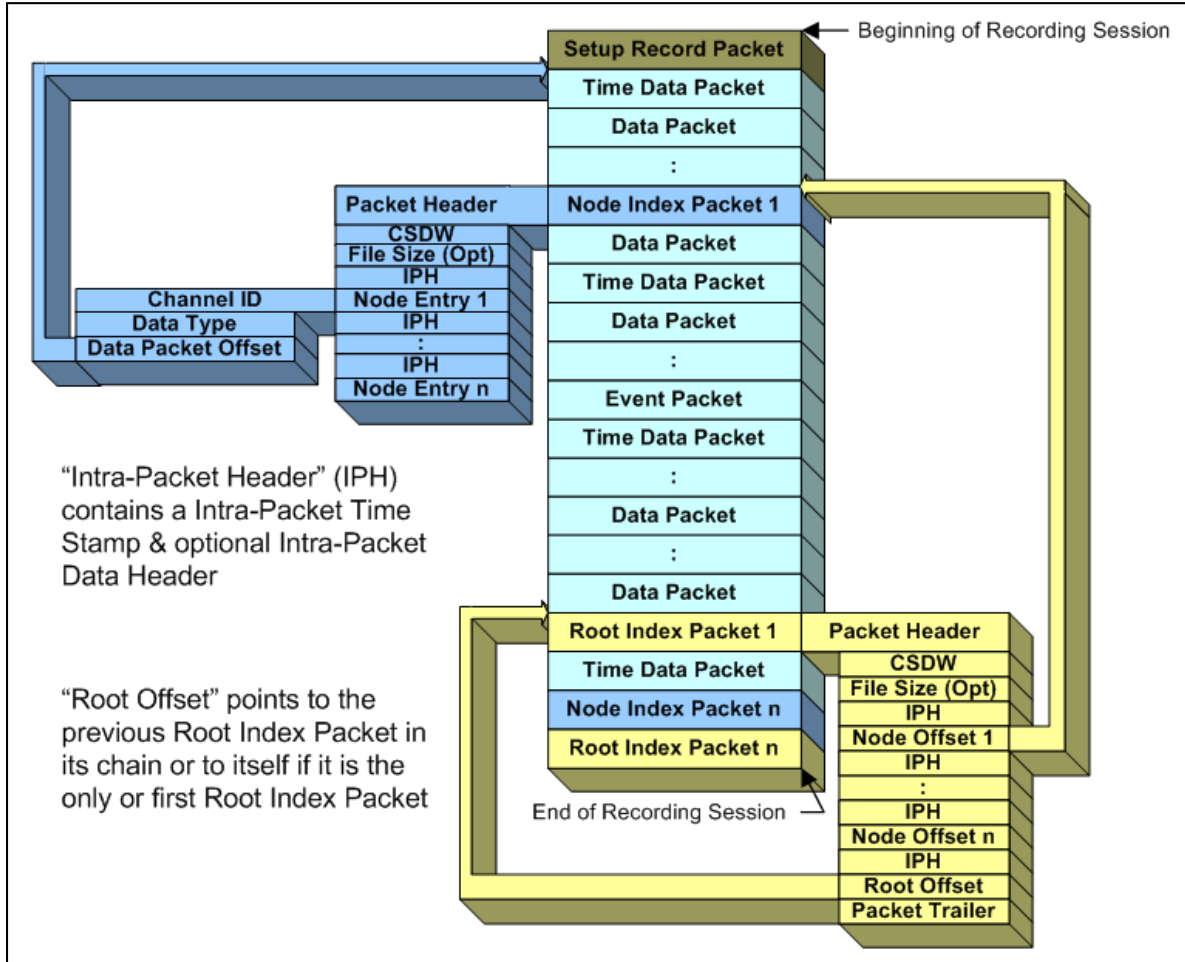 Beginning of Recording Session
Setup Record Packet
Time Data Packet
Data Packet
:
Node Index Packet 1
Data Packet
Time Data Packet
Data Packet
:
Event Packet
Time Data Packet
:
Data Packet
:
Data Packet
Root Index Packet 1
Time Data Packet
Node Index Packet n
Root Index Packet n
End of Recording Session
Packet Header
CSDW
File Size (Opt)
IPH
Node Entry 1
IPH
:
IPH
Node Entry n
Channel ID
Data Type
Data Packet Offset
“Intra-Packet Header” (IPH)
contains a Intra-Packet Time
Stamp & optional Intra-Packet
Data Header
“Root Offset” points to the
previous Root Index Packet in
its chain or to itself if it is the
only or first Root Index Packet
Packet Header
CSDW
File Size (Opt)
IPH
Node Offset 1
IPH
:
IPH
Node Offset n
IPH
Root Offset
Packet Trailer